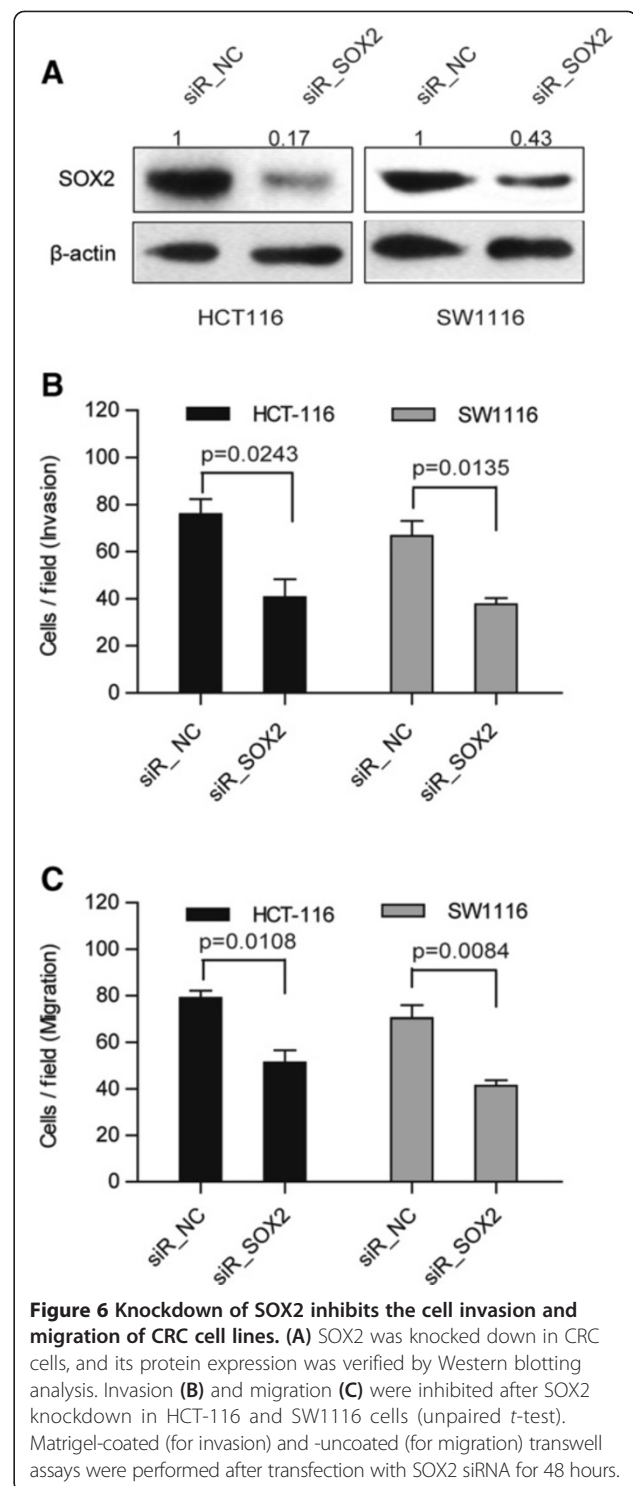 A
siR_NC siR_SOX2 siR_NC siR_SOX2
1 0.17 1 0.43
SOX2
β-actin
HCT116 SW1116
B
HCT-116 SW1116
120
100
80
60
40
20
0
Cells / field (Invasion)
p=0.0243 p=0.0135
siR_NC siR_SOX2 siR_NC siR_SOX2
C
HCT-116 SW1116
120
100
80
60
40
20
0
Cells / field (Migration)
p=0.0108 p=0.0084
siR_NC siR_SOX2 siR_NC siR_SOX2
Figure 6 Knockdown of SOX2 inhibits the cell invasion and
migration of CRC cell lines. (A) SOX2 was knocked down in CRC
cells, and its protein expression was verified by Western blotting
analysis. Invasion (B) and migration (C) were inhibited after SOX2
knockdown in HCT-116 and SW1116 cells (unpaired t-test).
Matrigel-coated (for invasion) and -uncoated (for migration) transwell
assays were performed after transfection with SOX2 siRNA for 48 hours.